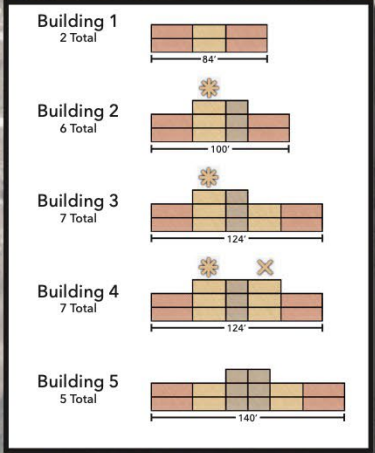 Building 1
2 Total
84'
Building 2
6 Total
100'
Building 3
7 Total
124'
Building 4
7 Total
124'
Building 5
5 Total
140'